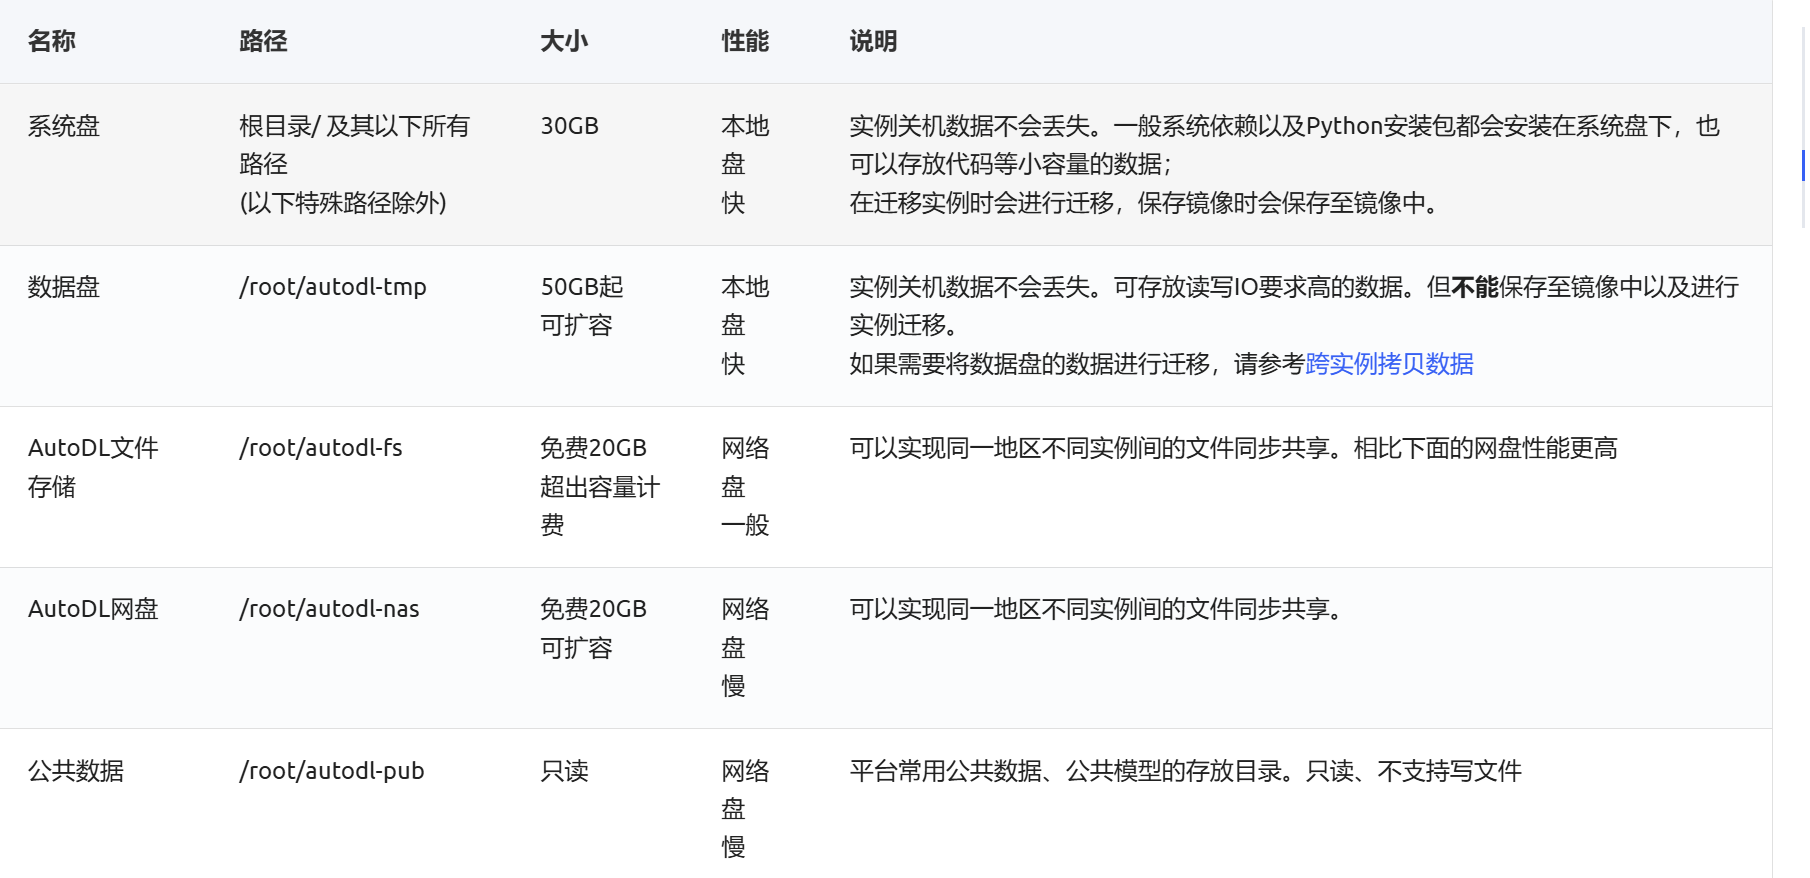 名称 路径 大小 性能 说明
系统盘 根目录/ 及其以下所有 30GB 本地 实例关机数据不会丢失。一般系统依赖以及Python安装包都会安装在系统盘下，也
路径 盘 可以存放代码等小容量的数据；
(以下特殊路径除外) 快 在迁移实例时会进行迁移，保存镜像时会保存至镜像中。
数据盘 /root/autodl-tmp 50GB起 本地 实例关机数据不会丢失。可存放读写IO要求高的数据。但不能保存至镜像中以及进行
可扩容 盘 实例迁移。
快 如果需要将数据盘的数据进行迁移，请参考跨实例拷贝数据
AutoDL文件 /root/autodl-fs 免费20GB 网络 可以实现同一地区不同实例间的文件同步共享。相比下面的网盘性能更高
存储 超出容量计 盘
费 一般
AutoDL网盘 /root/autodl-nas 免费20GB 网络 可以实现同一地区不同实例间的文件同步共享。
可扩容 盘
慢
公共数据 /root/autodl-pub 只读 网络 平台常用公共数据、公共模型的存放目录。只读、不支持写文件
盘
慢